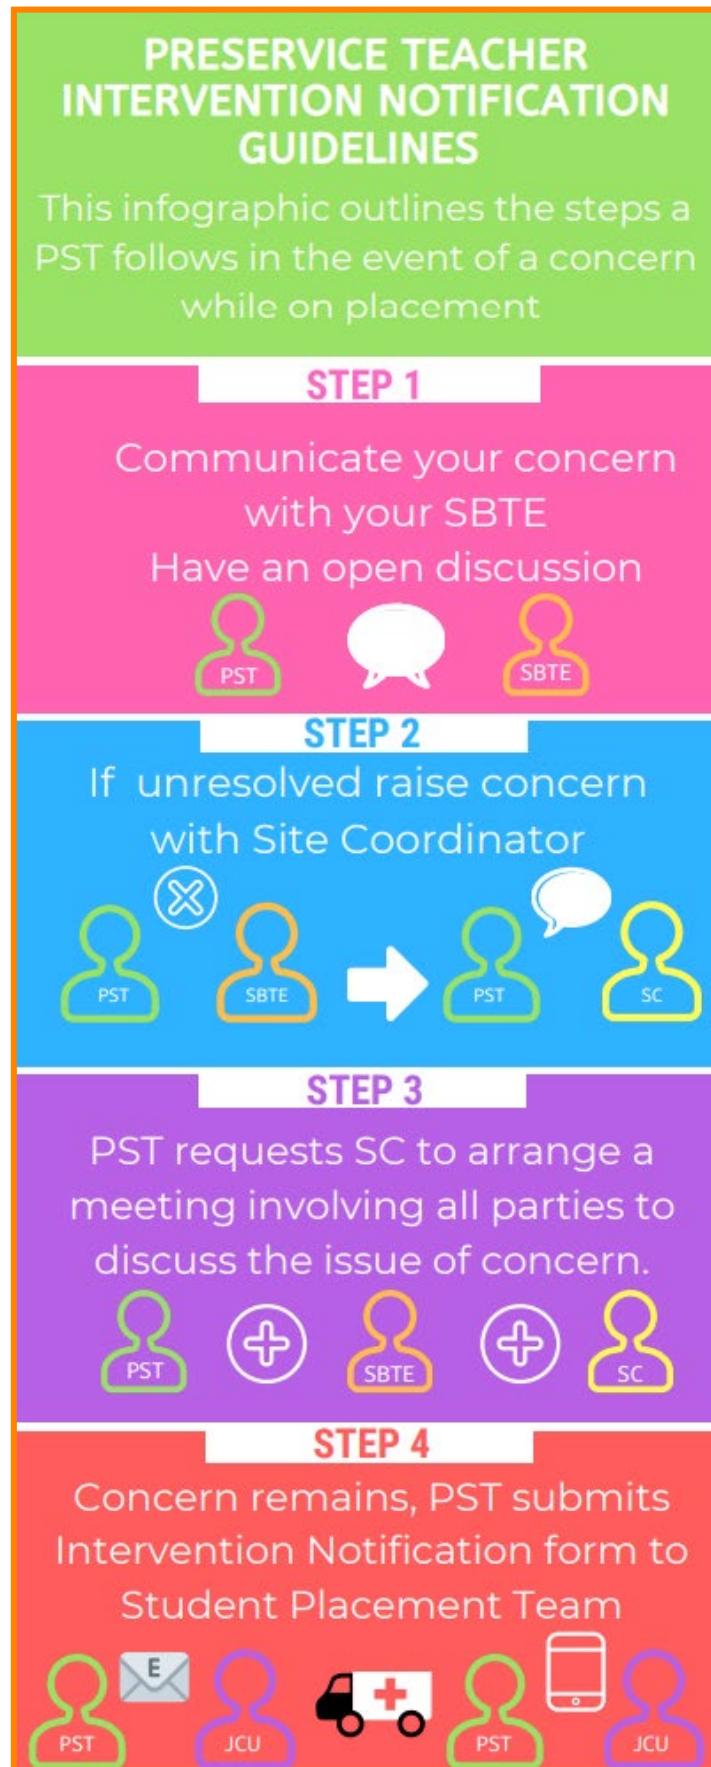 PRESERVICE TEACHER
INTERVENTION NOTIFICATION
GUIDELINES
This infographic outlines the steps a
PST follows in the event of a concern
while on placement
STEP 1
Communicate your concern
with your SBTE
Have an open discussion
PST
SBTE
STEP 2
If unresolved raise concern
with Site Coordinator
PST
SBTE
PST
SC
STEP 3
PST requests SC to arrange a
meeting involving all parties to
discuss the issue of concern.
PST
SBTE
SC
STEP 4
Concern remains, PST submits
Intervention Notification form to
Student Placement Team
E
PST
JCU
PST
JCU